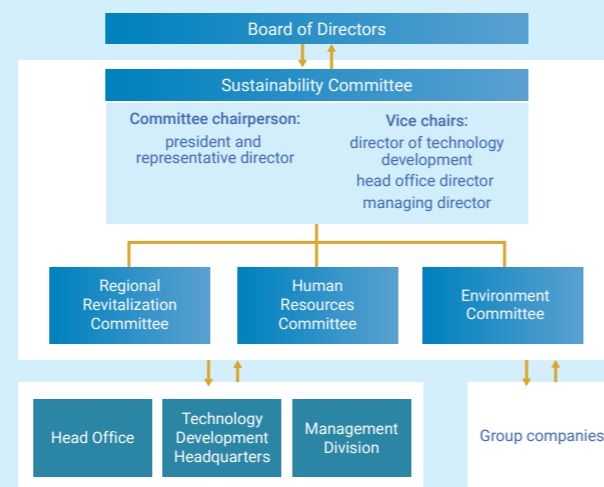 Board of Directors
Sustainability Committee
Committee chairperson:
president and
representative director
Vice chairs:
director of technology
development
head office director
managing director
Regional
Revitalization
Committee
Human
Resources
Committee
Environment
Committee
Head Office
Technology
Development
Headquarters
Management
Division
Group companies